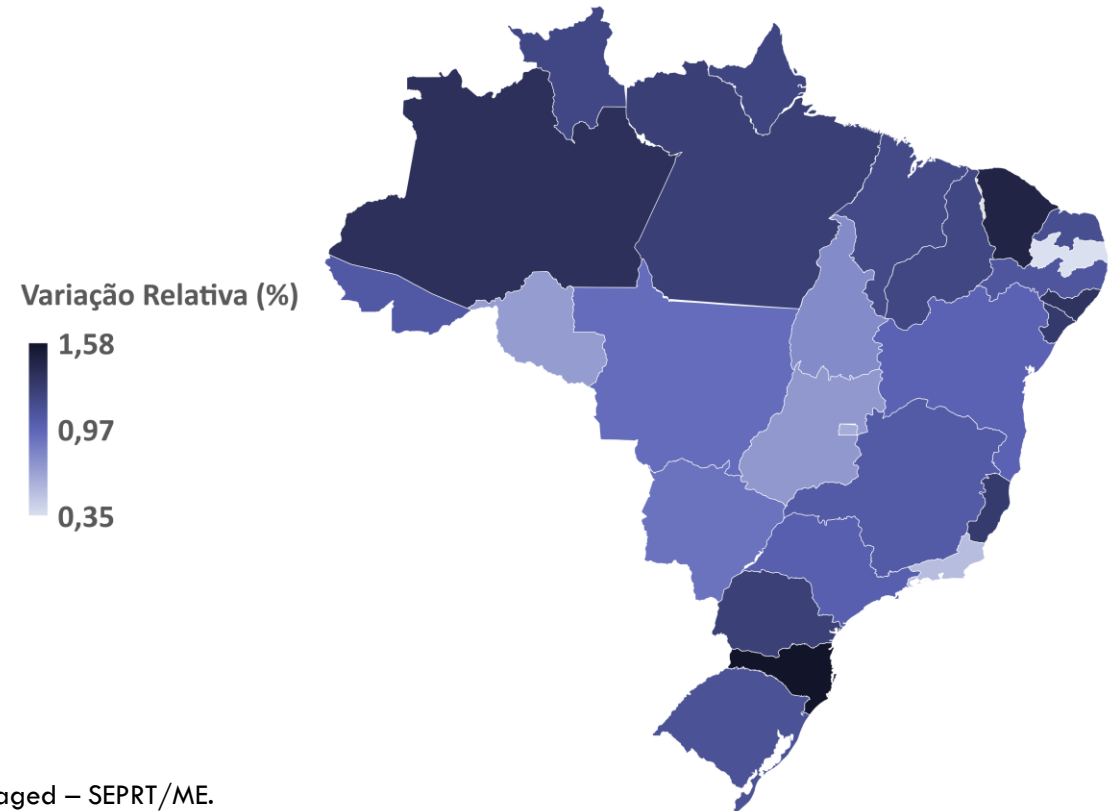 Variação Relativa (%)
1,58
0,97
0,35
aged – SEPRT/ME.